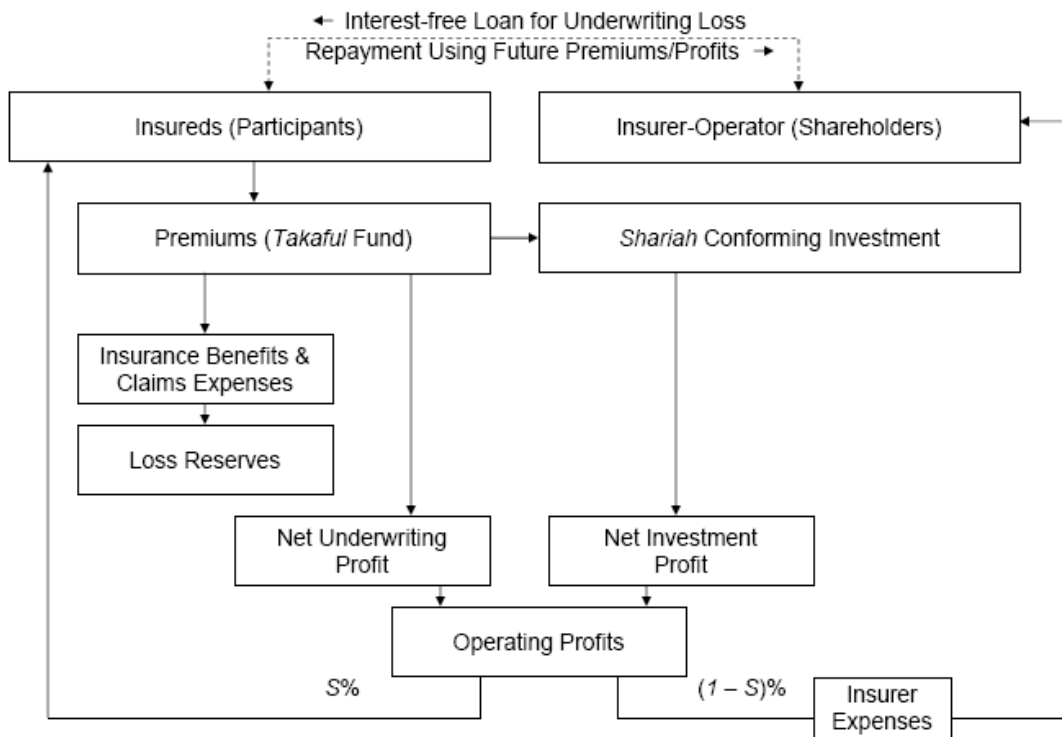 ← Interest-free Loan for Underwriting Loss
Repayment Using Future Premiums/Profits →
Insureds (Participants)
Insurer-Operator (Shareholders)
Premiums (Takaful Fund)
Shariah Conforming Investment
Insurance Benefits &
Claims Expenses
Loss Reserves
Net Underwriting
Profit
Net Investment
Profit
Operating Profits
S%
(1 – S)%
Insurer
Expenses